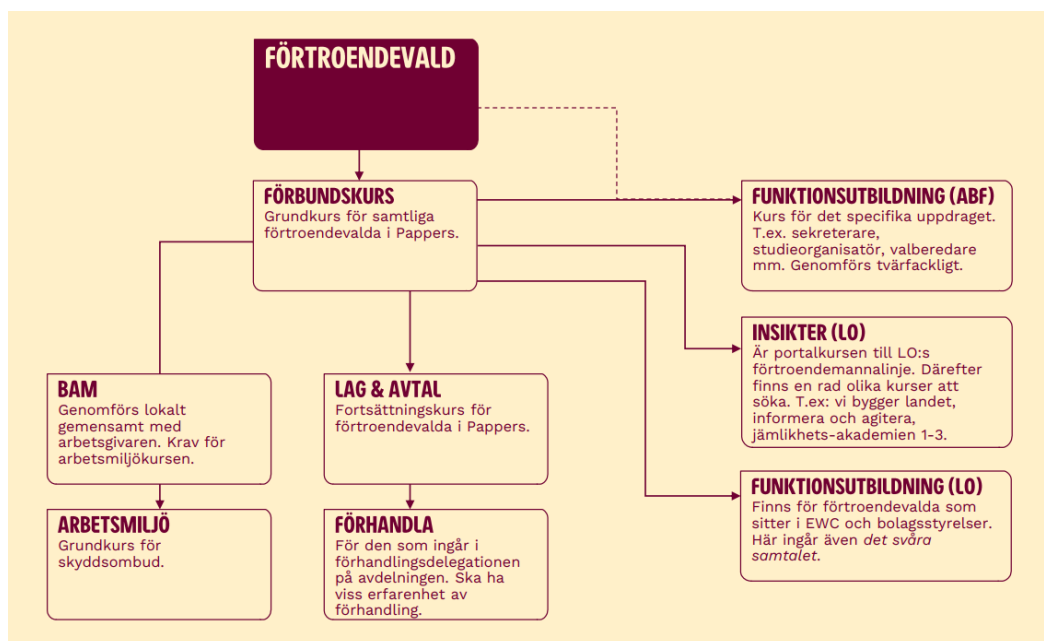 FÖRTROENDEVALD
FÖRBUNDSKURS
Grundkurs för samtliga
förtroendevalda i Pappers.
FUNKTIONSUTBILDNING (ABF)
Kurs för det specifika uppdraget.
T.ex. sekreterare,
studieorganisatör, valberedare
mm. Genomförs tvärfackligt.
INSIKTER (LO)
Är portalkursen till LO:s
förtroendemannalinje. Därefter
finns en rad olika kurser att
söka. T.ex: vi bygger landet,
informera och agitera,
jämlikhets-akademien 1-3.
BAM
Genomförs lokalt
gemensamt med
arbetsgivaren. Krav för
arbetsmiljökursen.
LAG & AVTAL
Fortsättningskurs för
förtroendevalda i Pappers.
FUNKTIONSUTBILDNING (LO)
Finns för förtroendevalda som
sitter i EWC och bolagsstyrelser.
Här ingår även det svåra
samtalet.
ARBETSMILJÖ
Grundkurs för
skyddsombud.
FÖRHANDLA
För den som ingår i
förhandlingsdelegationen
på avdelningen. Ska ha
viss erfarenhet av
förhandling.